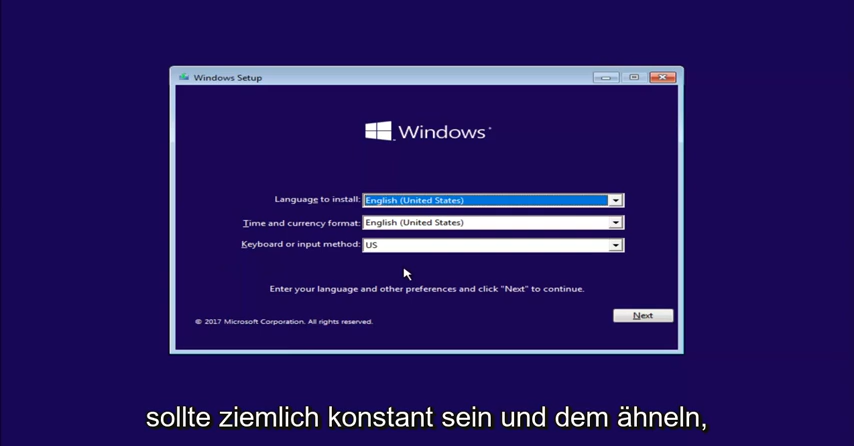 Windows Setup
Windows
Language to install: English (United States)
Time and currency format: English (United States)
Keyboard or input method: US
Enter your language and other preferences and click "Next" to continue.
© 2017 Microsoft Corporation. All rights reserved.
Next
sollte ziemlich konstant sein und dem ähneln,